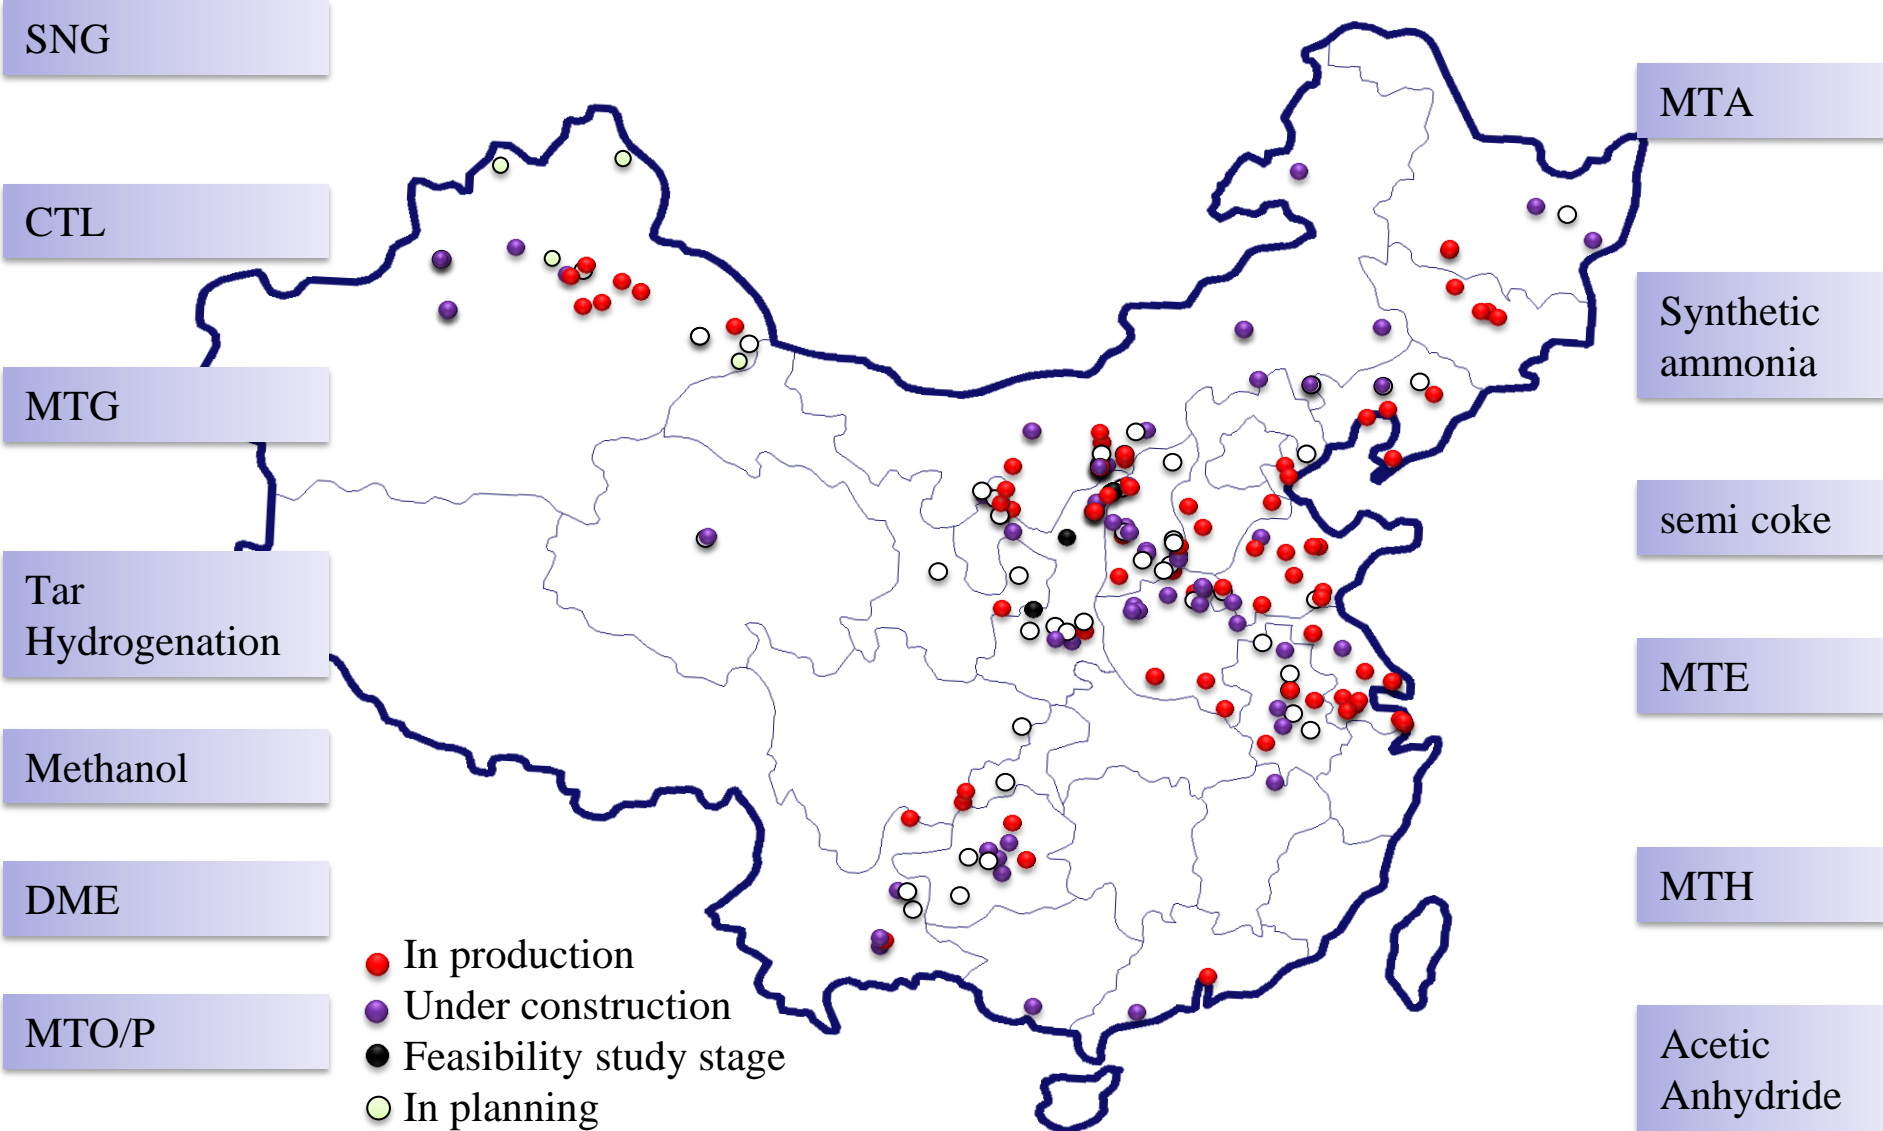 SNG
CTL
MTG
Tar
Hydrogenation
Methanol
DME
MTO/P
In production
Under construction
Feasibility study stage
In planning
MTA
Synthetic
ammonia
semi coke
MTE
MTH
Acetic
Anhydride